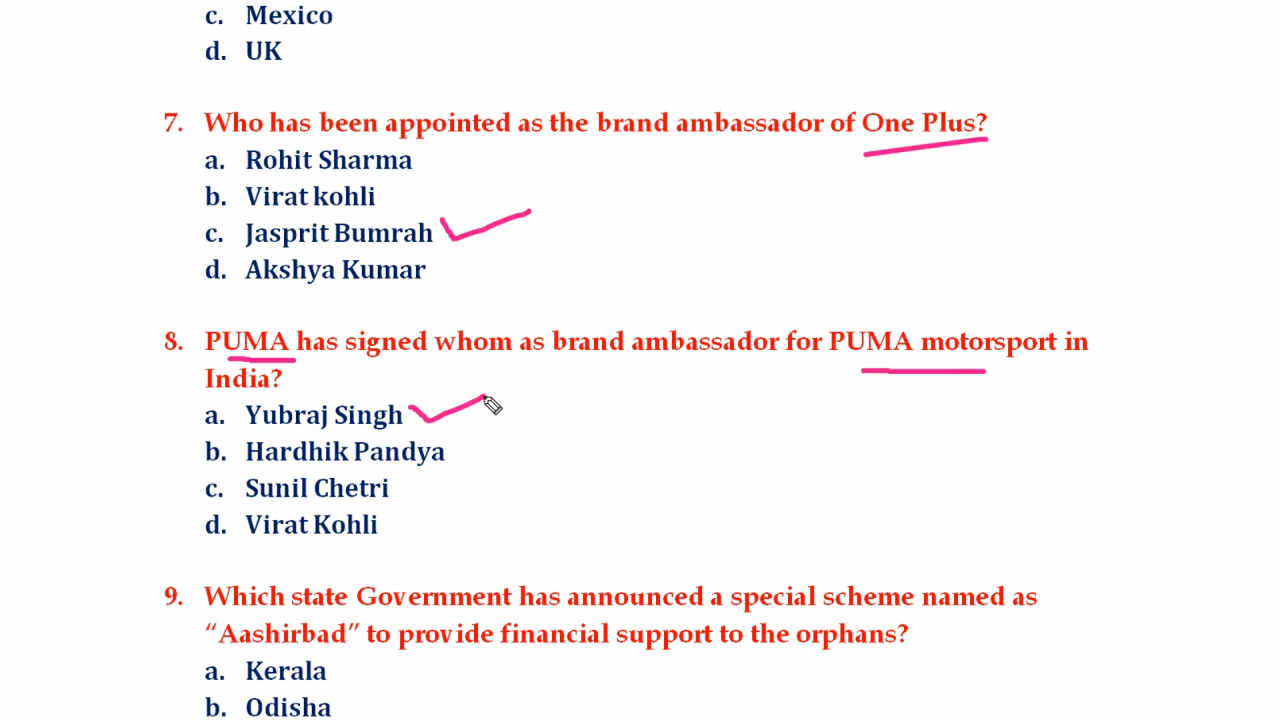 c. Mexico
d. UK
7. Who has been appointed as the brand ambassador of One Plus?
a. Rohit Sharma
b. Virat kohli
c. Jasprit Bumrah
d. Akshya Kumar
8. PUMA has signed whom as brand ambassador for PUMA motorsport in
India?
a. Yubraj Singh
b. Hardhik Pandya
c. Sunil Chetri
d. Virat Kohli
9. Which state Government has announced a special scheme named as
“Aashirbad” to provide financial support to the orphans?
a. Kerala
b. Odisha